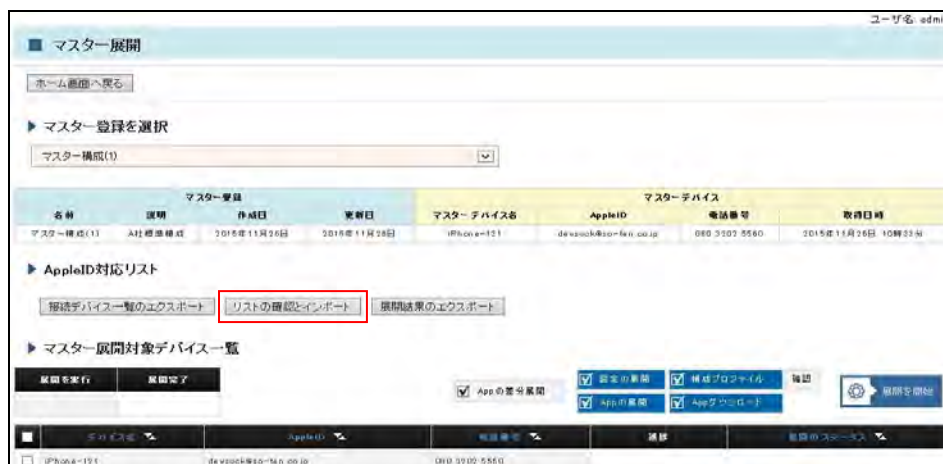 ユーザ名 admi
マスター展開
ホーム画面へ戻る
マスター登録を選択
マスター構成(1)
マスター登録 マスターデバイス
名前 説明 作成日 更新日 マスターデバイス名 AppleID 電話番号 取得日時
マスター構成(1) A社標準構成 2015年11月26日 2015年11月26日 iPhone-121 080 3202 5560 2015年11月26日 10時22分
AppleID対応リスト
接続デバイス一覧のエクスポート リストの確認とインポート 展開結果のエクスポート
マスター展開対象デバイス一覧
展開を実行 展開完了
Appの差分展開 設定の展開 構成プロファイル 確認
Appの展開 Appダウンロード 展開を開始
デバイス名 AppleID 電話番号 進捗 展開のステータス
iPhone-121 080 3202 5560